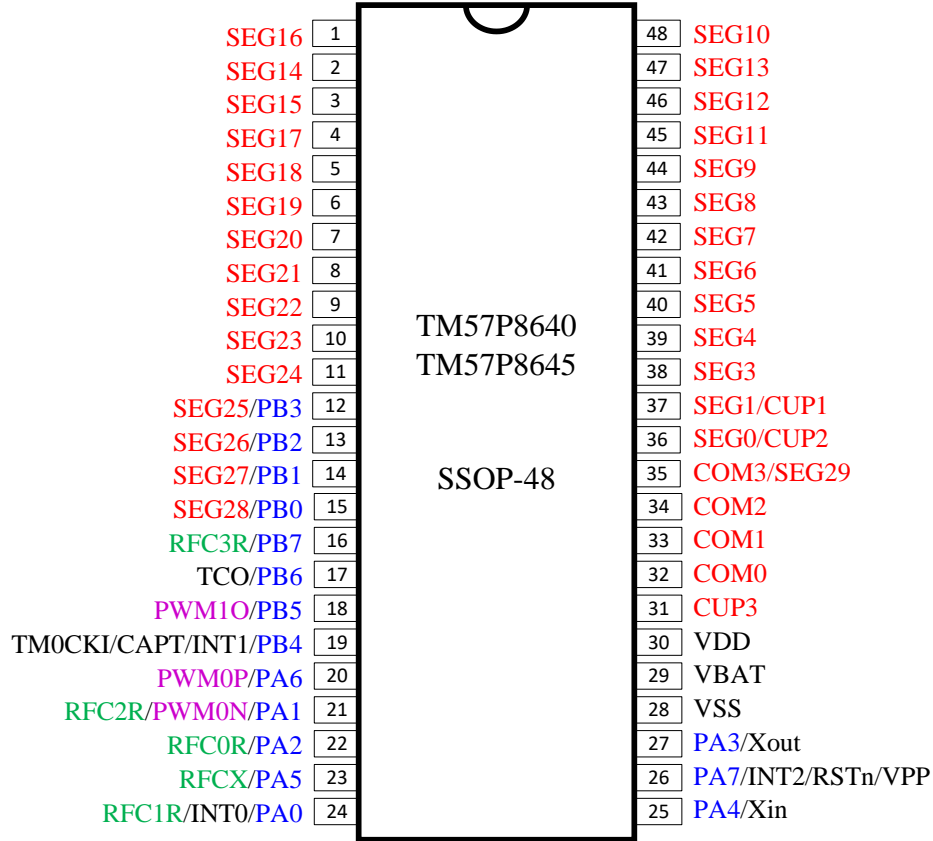 SEG16 1 48 SEG10
SEG14 2 47 SEG13
SEG15 3 46 SEG12
SEG17 4 45 SEG11
SEG18 5 44 SEG9
SEG19 6 43 SEG8
SEG20 7 42 SEG7
SEG21 8 41 SEG6
SEG22 9 40 SEG5
TM57P8640
SEG23 10 39 SEG4
TM57P8645
SEG24 11 38 SEG3
SEG25/PB3 12 37 SEG1/CUP1
SEG26/PB2 13 36 SEG0/CUP2
SEG27/PB1 14 SSOP-48 35 COM3/SEG29
SEG28/PB0 15 34 COM2
RFC3R/PB7 16 33 COM1
TCO/PB6 17 32 COM0
PWM1O/PB5 18 31 CUP3
TM0CKI/CAPT/INT1/PB4 19 30 VDD
PWM0P/PA6 20 29 VBAT
RFC2R/PWM0N/PA1 21 28 VSS
RFC0R/PA2 22 27 PA3/Xout
RFCX/PA5 23 26 PA7/INT2/RSTn/VPP
RFC1R/INT0/PA0 24 25 PA4/Xin